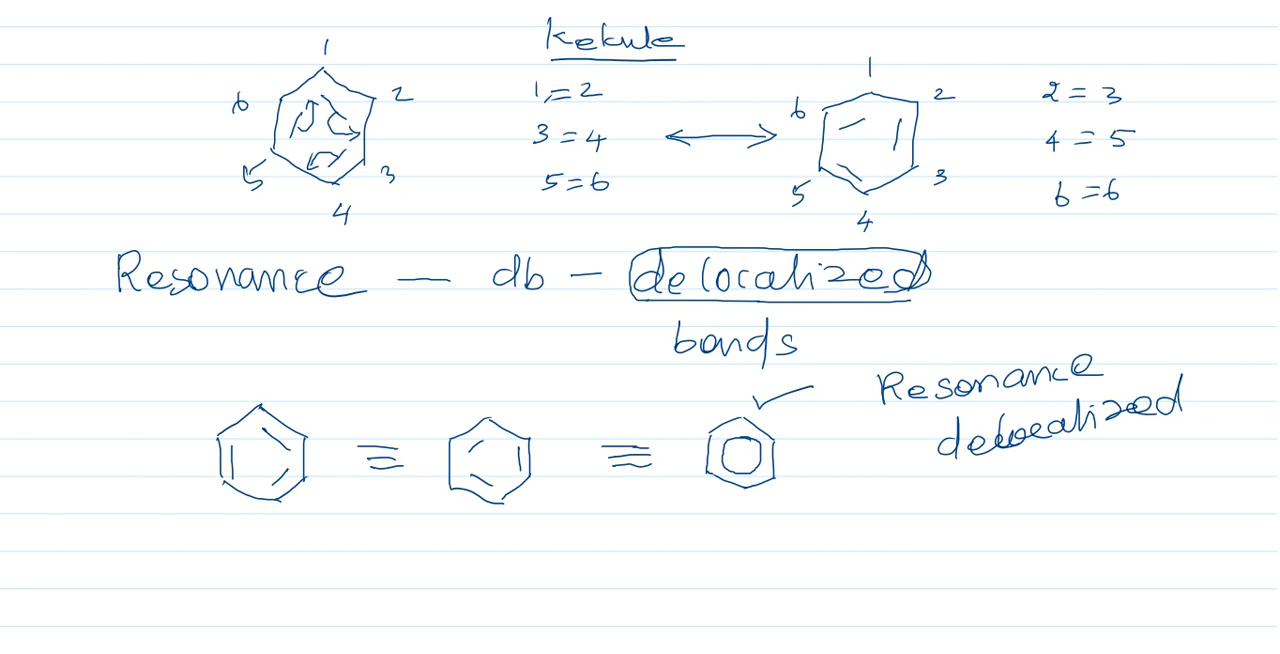 Kekule
1
6 2
5 3
4
1 = 2
3 = 4
5 = 6
1
6 2
5 3
4
2 = 3
4 = 5
6 = 6
Resonance — db - delocalized
bonds
Resonance
delocalized